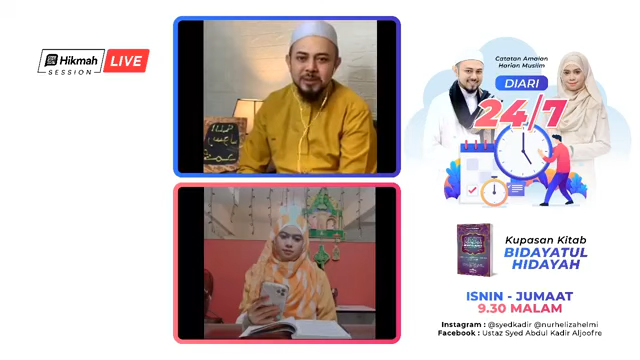 Hikmah
SESSION
LIVE
Catatan Amalan
Harian Muslim
DIARI
24/7
Kupasan Kitab
BIDAYATUL
HIDAYAH
ISNIN - JUMAAT
9.30 MALAM
Instagram : @syedkadir @nurhelizahelmi
Facebook : Ustaz Syed Abdul Kadir Aljoofre